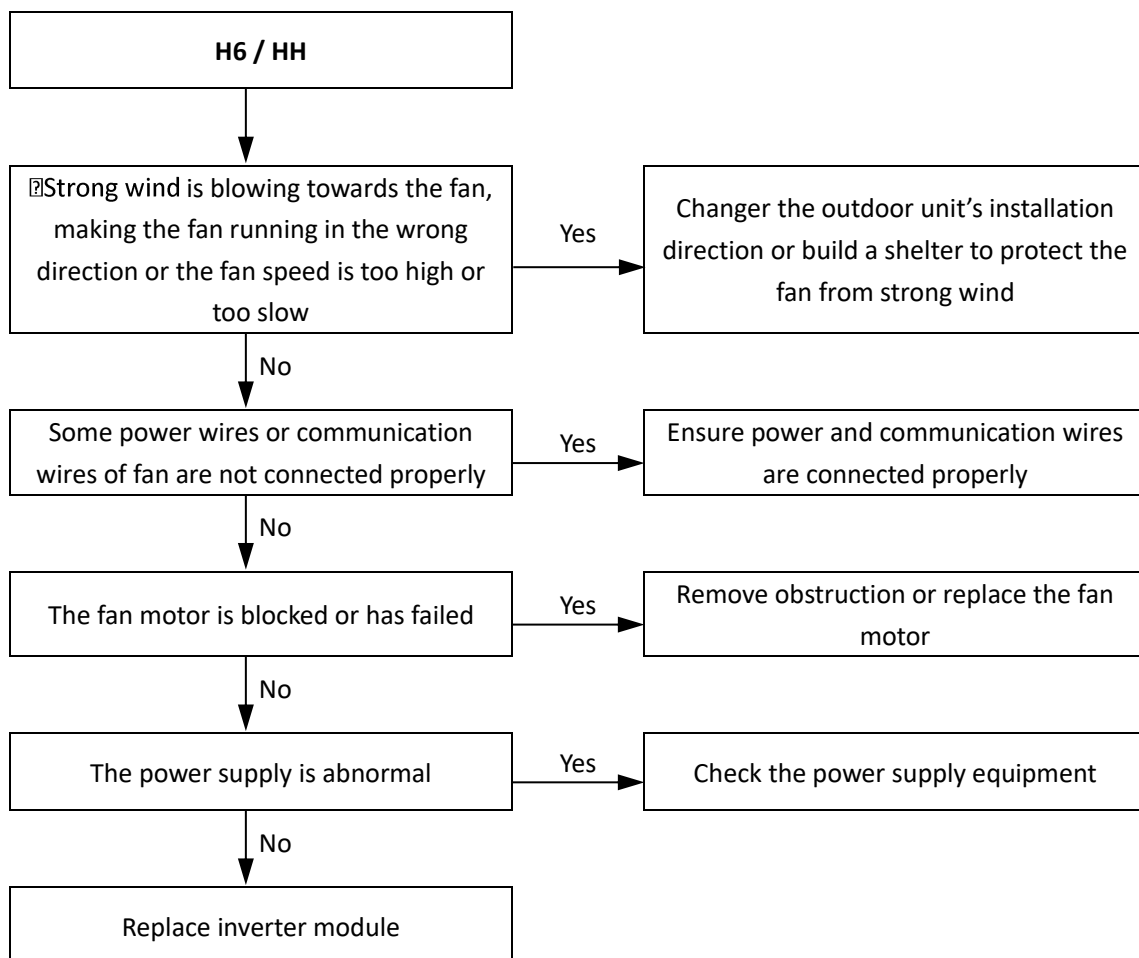 H6 / HH
⍰Strong wind is blowing towards the fan,
making the fan running in the wrong
direction or the fan speed is too high or
too slow
Yes
Changer the outdoor unit’s installation
direction or build a shelter to protect the
fan from strong wind
No
Some power wires or communication
wires of fan are not connected properly
Yes
Ensure power and communication wires
are connected properly
No
The fan motor is blocked or has failed
Yes
Remove obstruction or replace the fan
motor
No
The power supply is abnormal
Yes
Check the power supply equipment
No
Replace inverter module